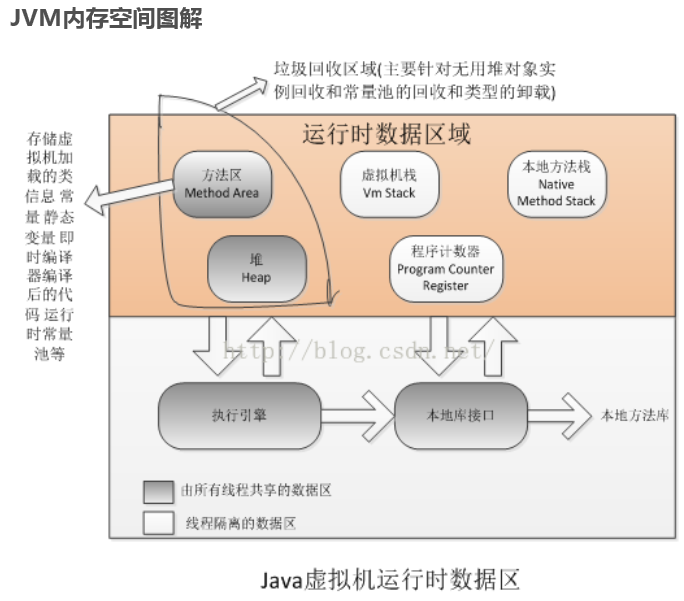 JVM内存空间图解
垃圾回收区域(主要针对无用堆对象实
例回收和常量池的回收和类型的卸载)
运行时数据区域
存储虚
拟机加
载的类
信息 常
量 静态
变量 即
时编译
器编译
后的代
码 运行
时常量
池等
方法区
Method Area
虚拟机栈
Vm Stack
本地方法栈
Native
Method Stack
堆
Heap
程序计数器
Program Counter
Register
http://blog.csdn.net/
执行引擎
本地库接口
本地方法库
由所有线程共享的数据区
线程隔离的数据区
Java虚拟机运行时数据区